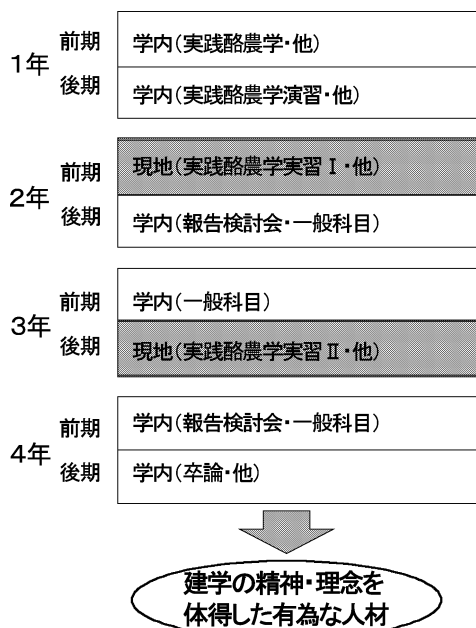 1年
前期 学内(実践酪農学・他)
後期 学内(実践酪農学演習・他)
2年
前期 現地(実践酪農学実習Ⅰ・他)
後期 学内(報告検討会・一般科目)
3年
前期 学内(一般科目)
後期 現地(実践酪農学実習Ⅱ・他)
4年
前期 学内(報告検討会・一般科目)
後期 学内(卒論・他)
建学の精神・理念を
体得した有為な人材